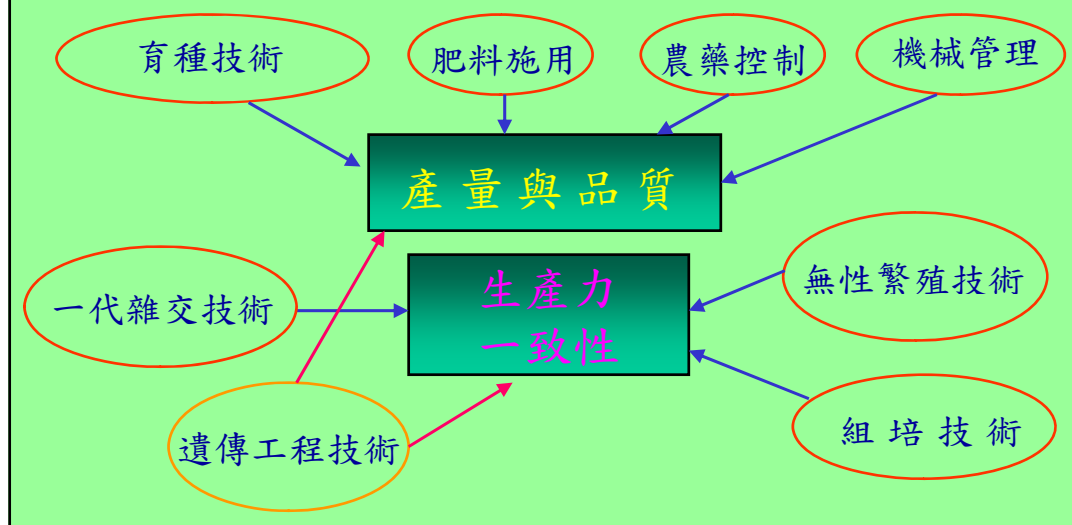 育種技術
肥料施用
農藥控制
機械管理
產量與品質
生產力
一致性
一代雜交技術
無性繁殖技術
遺傳工程技術
組培技術